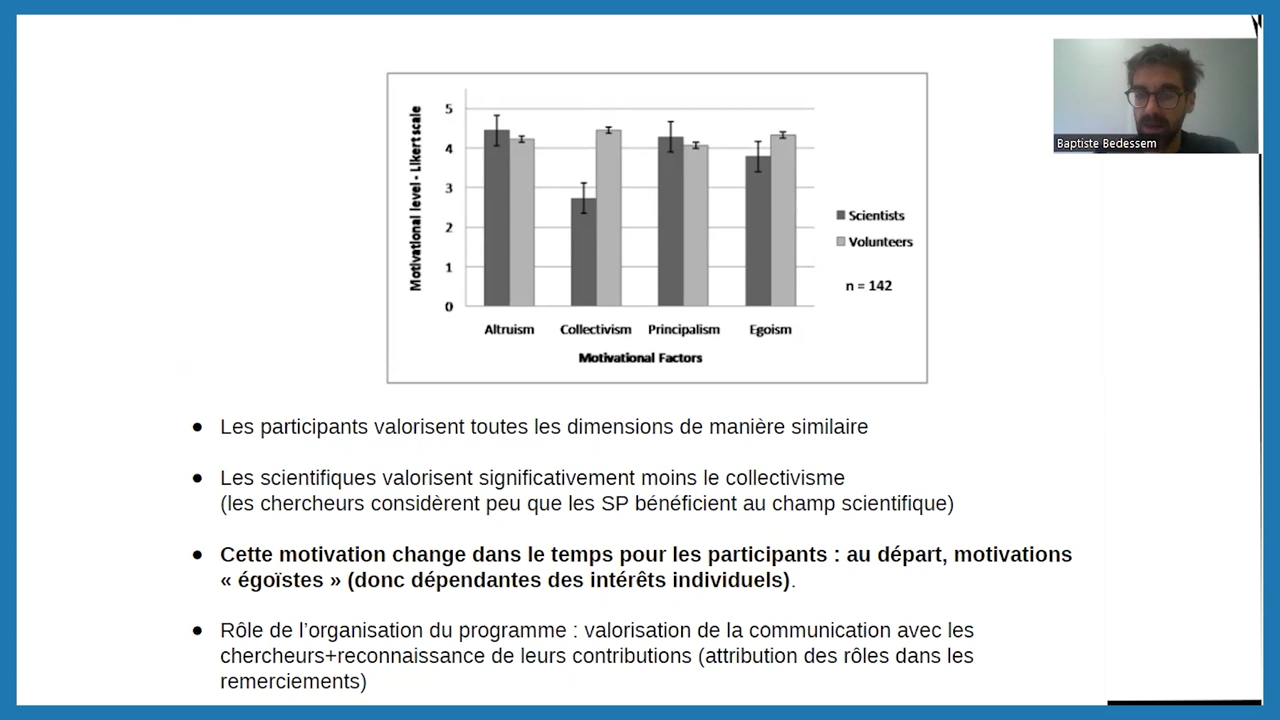 Baptiste Bedessem
Motivational level - Likert scale
5
4
3
2
1
0
Scientists
Volunteers
n = 142
Altruism Collectivism Principalism Egoism
Motivational Factors
● Les participants valorisent toutes les dimensions de manière similaire
● Les scientifiques valorisent significativement moins le collectivisme
(les chercheurs considèrent peu que les SP bénéficient au champ scientifique)
● Cette motivation change dans le temps pour les participants : au départ, motivations
« égoïstes » (donc dépendantes des intérêts individuels).
● Rôle de l’organisation du programme : valorisation de la communication avec les
chercheurs+reconnaissance de leurs contributions (attribution des rôles dans les
remerciements)